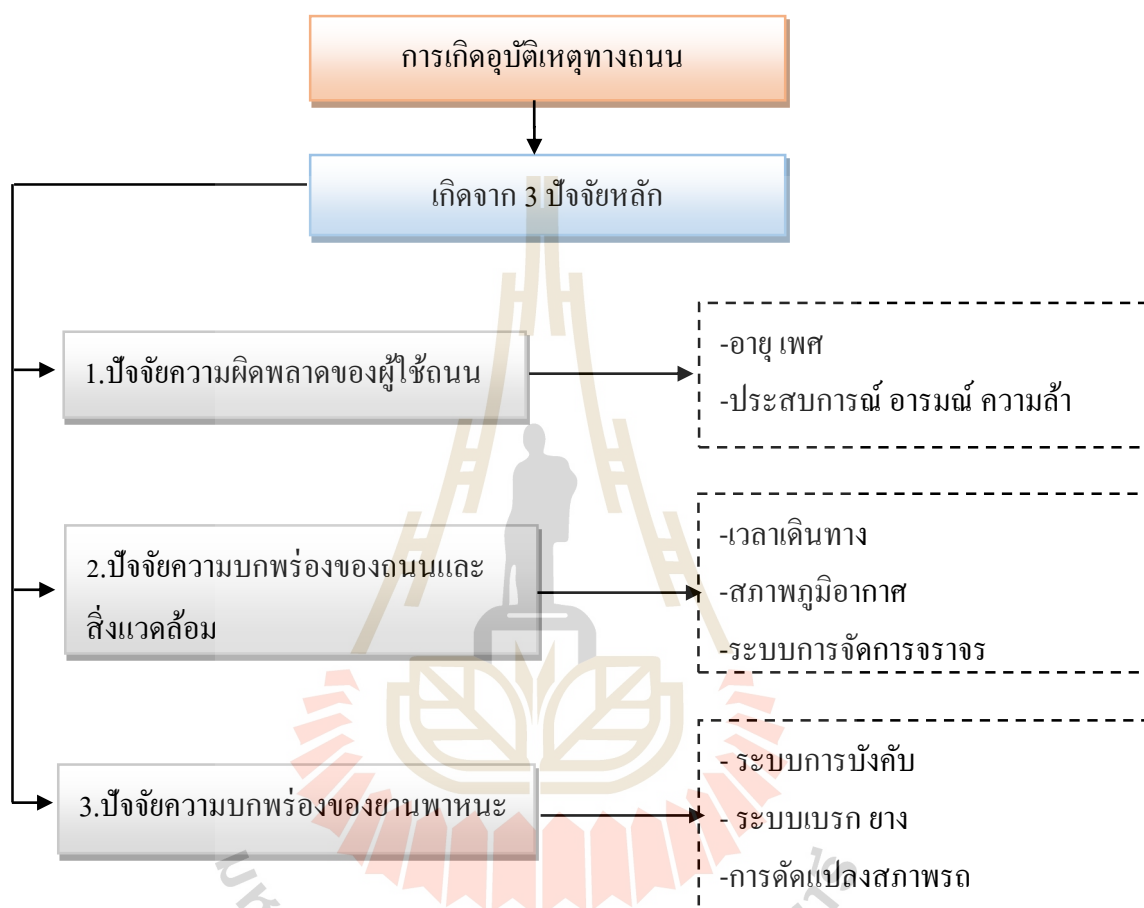 การเกิดอุบัติเหตุทางถนน
เกิดจาก 3 ปัจจัยหลัก
1.ปัจจัยความผิดพลาดของผู้ใช้ถนน
-อายุ เพศ
-ประสบการณ์ อารมณ์ ความล้า
2.ปัจจัยความบกพร่องของถนนและ
สิ่งแวดล้อม
-เวลาเดินทาง
-สภาพภูมิอากาศ
-ระบบการจัดการจราจร
3.ปัจจัยความบกพร่องของยานพาหนะ
- ระบบการบังคับ
- ระบบเบรก ยาง
-การดัดแปลงสภาพรถ